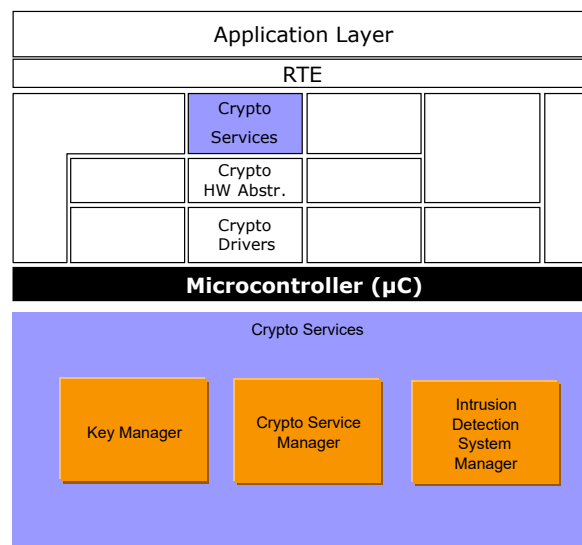 Application Layer
RTE
Crypto
Services
Crypto
HW Abstr.
Crypto
Drivers
Microcontroller (µC)
Crypto Services
Key Manager
Crypto Service
Manager
Intrusion
Detection
System
Manager